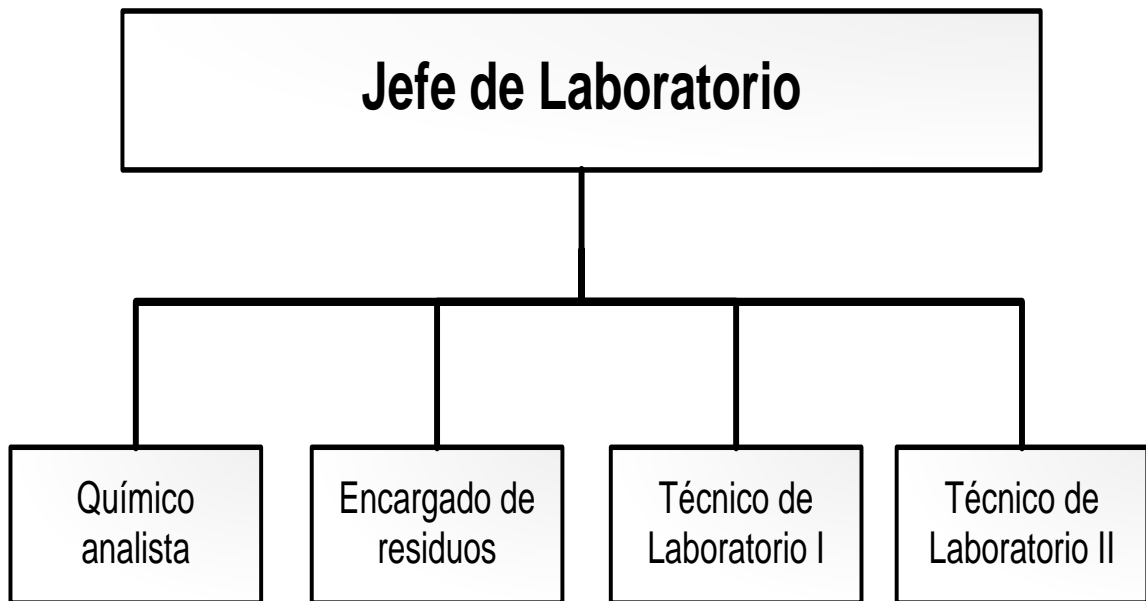 Jefe de Laboratorio
Químico
analista
Encargado de
residuos
Técnico de
Laboratorio I
Técnico de
Laboratorio II